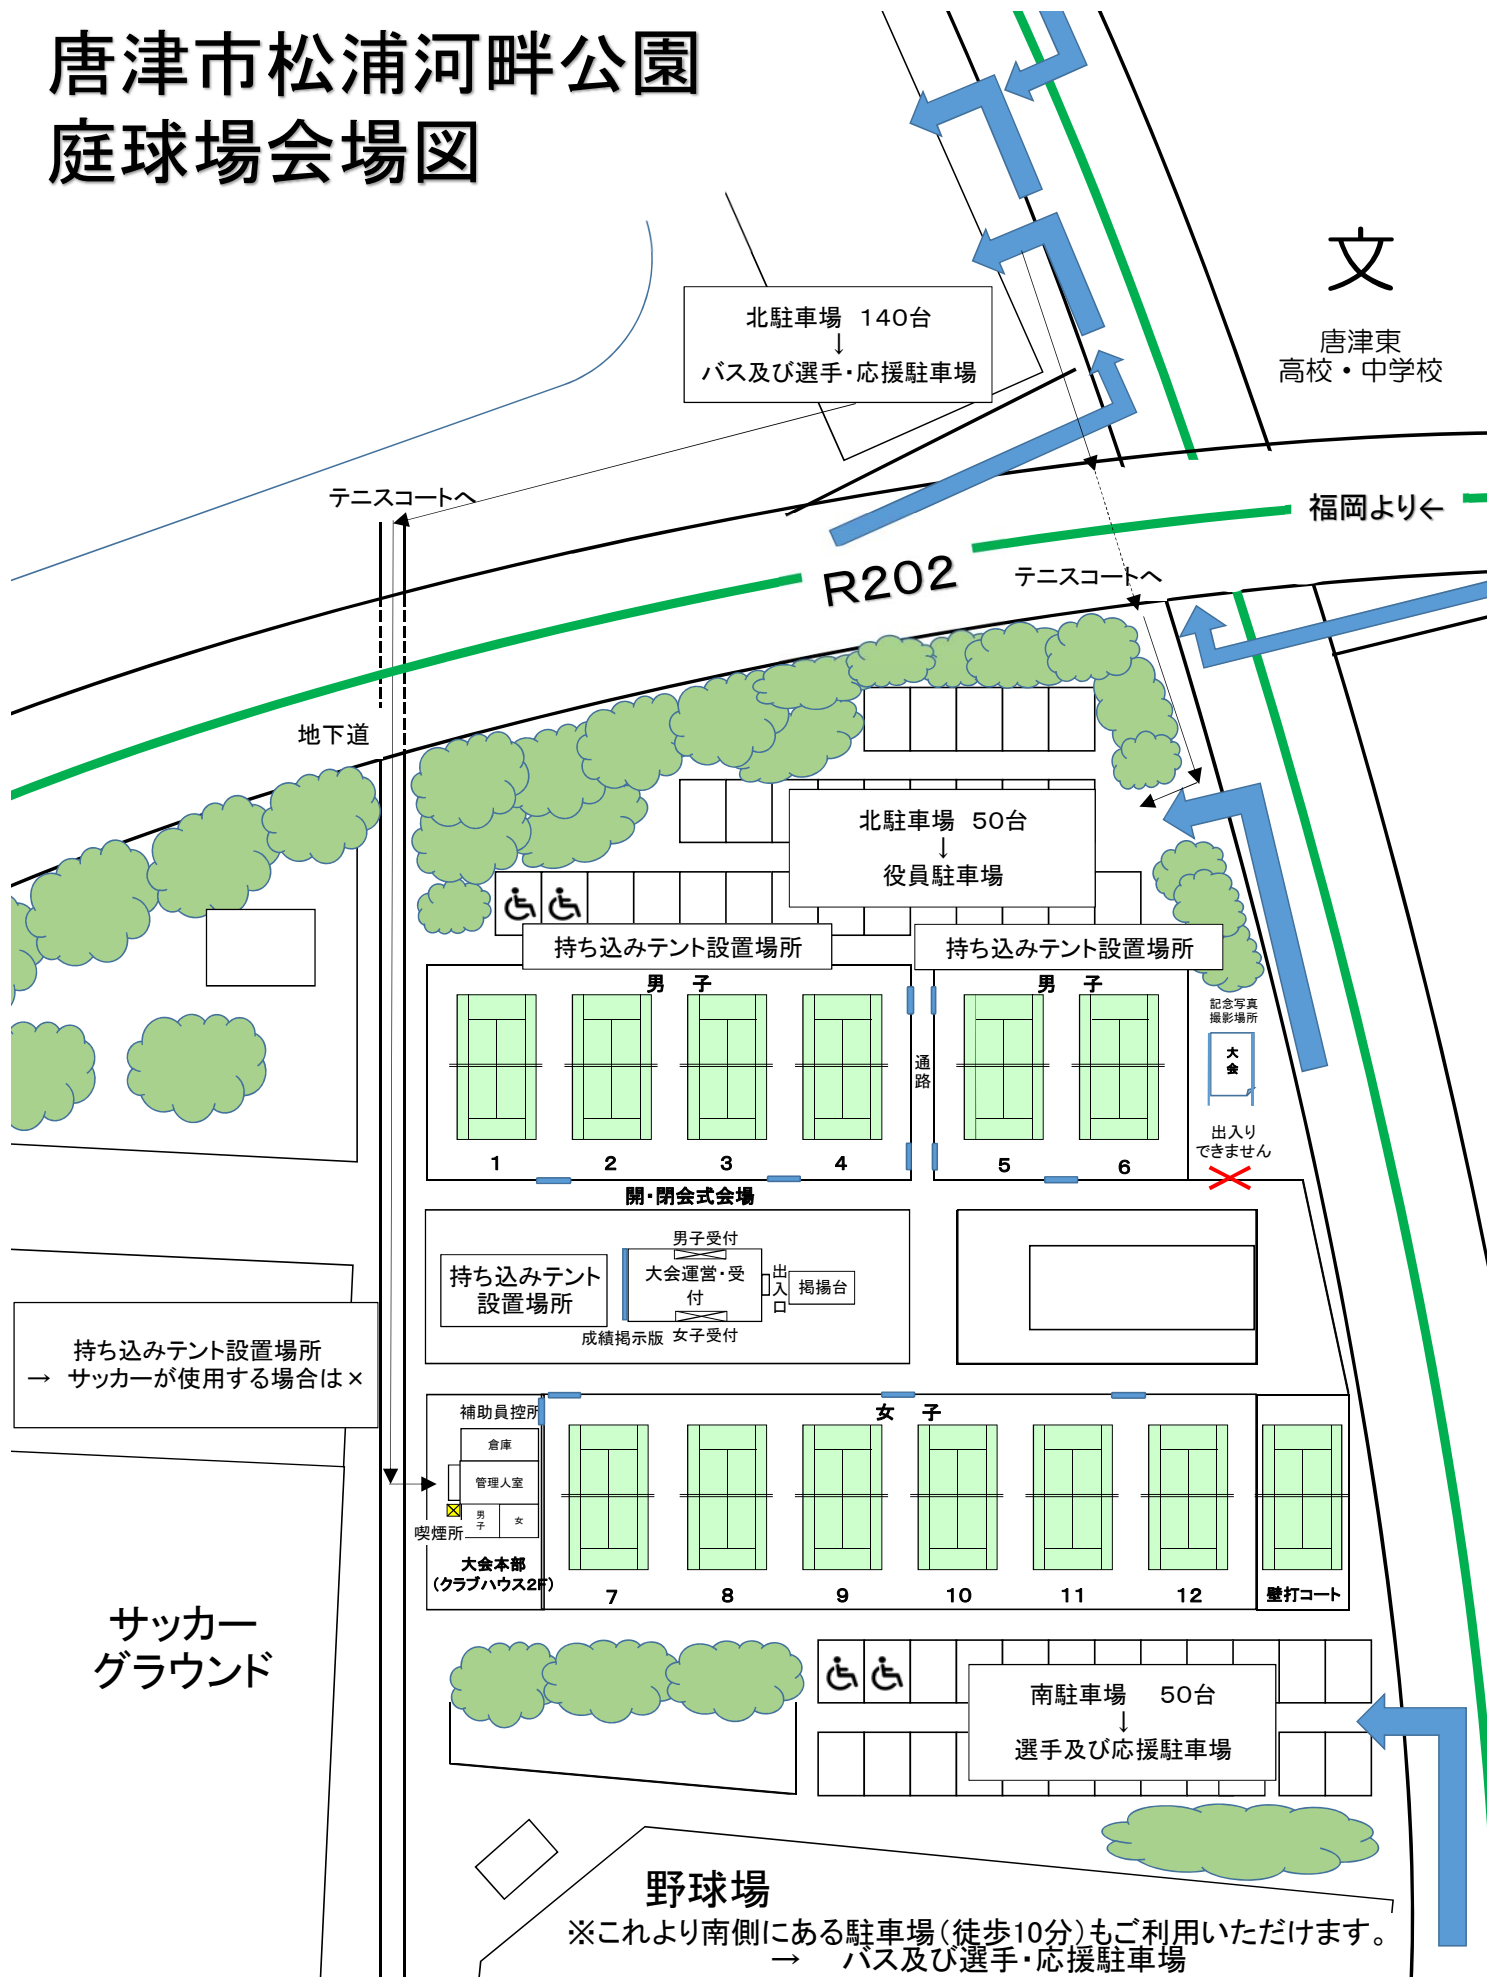 唐津市松浦河畔公園
庭球場会場図
文
唐津東
高校・中学校
北駐車場　140台
↓
バス及び選手・応援駐車場
テニスコートへ
福岡より←
R202
テニスコートへ
地下道
北駐車場　50台
↓
役員駐車場
持ち込みテント設置場所
持ち込みテント設置場所
男　子
男　子
記念写真
撮影場所
大会
通路
出入り
できません
1
2
3
4
5
6
開・閉会式会場
男子受付
持ち込みテント
設置場所
大会運営・受
付
出入口
掲揚台
成績掲示版
女子受付
持ち込みテント設置場所
→　サッカーが使用する場合は×
補助員控所
女　子
倉庫
管理人室
男子
女
喫煙所
大会本部
（クラブハウス2F）
7
8
9
10
11
12
壁打コート
サッカー
グラウンド
南駐車場　　50台
↓
選手及び応援駐車場
野球場
※これより南側にある駐車場（徒歩10分）もご利用いただけます。
→　バス及び選手・応援駐車場